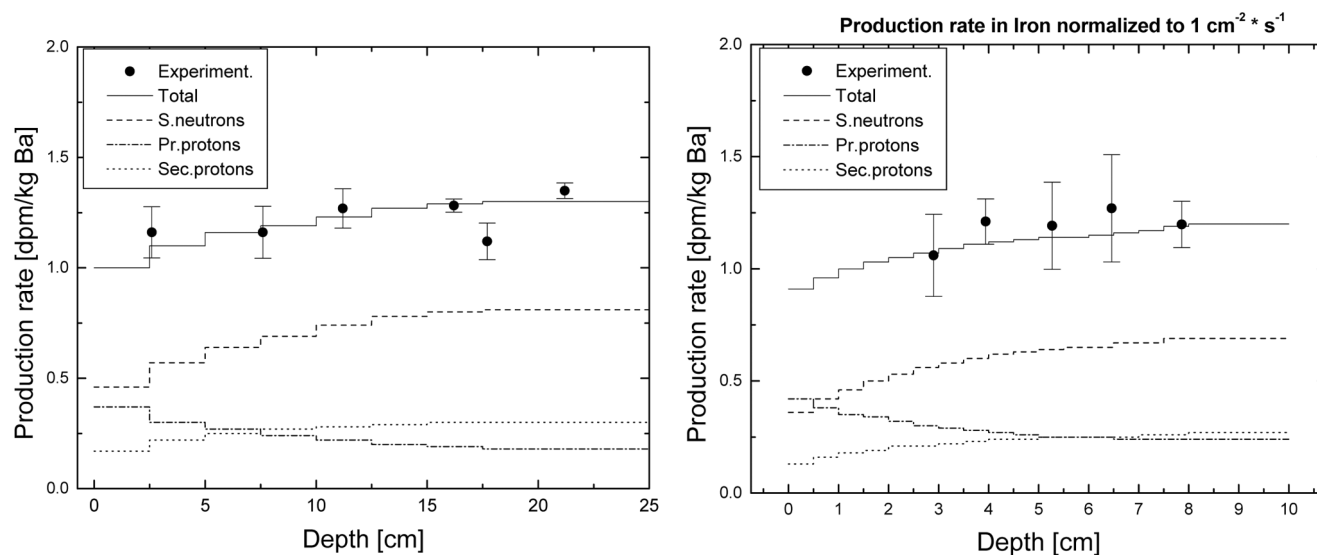 2.0
1.5
1.0
0.5
0.0
Production rate [dpm/kg Ba]
Experiment.
Total
S.neutrons
Pr.protons
Sec.protons
0 5 10 15 20 25
Depth [cm]
Production rate in Iron normalized to 1 cm⁻² * s⁻¹
2.0
1.5
1.0
0.5
0.0
Production rate [dpm/kg Ba]
Experiment.
Total
S.neutrons
Pr.protons
Sec.protons
0 1 2 3 4 5 6 7 8 9 10
Depth [cm]